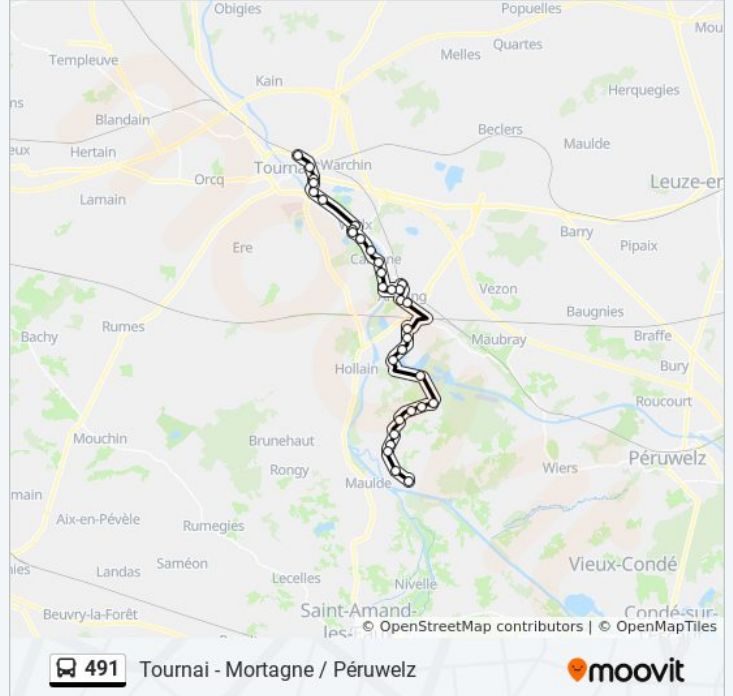 Obigies
Popuelles
Mou
Quartes
Melles
Templeuve
Kain
Herquegies
ns
Blandain
Beclers
Maulde
eux
Hertain
Warchin
Tourna
Orcq
Leuze-er
Lamain
Barry
Pipaix
Ere
Vezon
Baugnies
Rumes
Bachy
Maubray
Braffe
Hollain
Bury
Roucourt
Mouchin
Brunehaut
Péruwelz
Rongy
Wiers
Maulde
main
Aix-en-Pévèle
Rumegies
Saméon
Vieux-Condé
ies
Landas
Lecelles
Nivelle
Beuvry-la-Forêt
Saint-Amand-
Condé-sur-
les-
© OpenStreetMap contributors | © OpenMapTiles
491 Tournai - Mortagne / Péruwelz
moovit